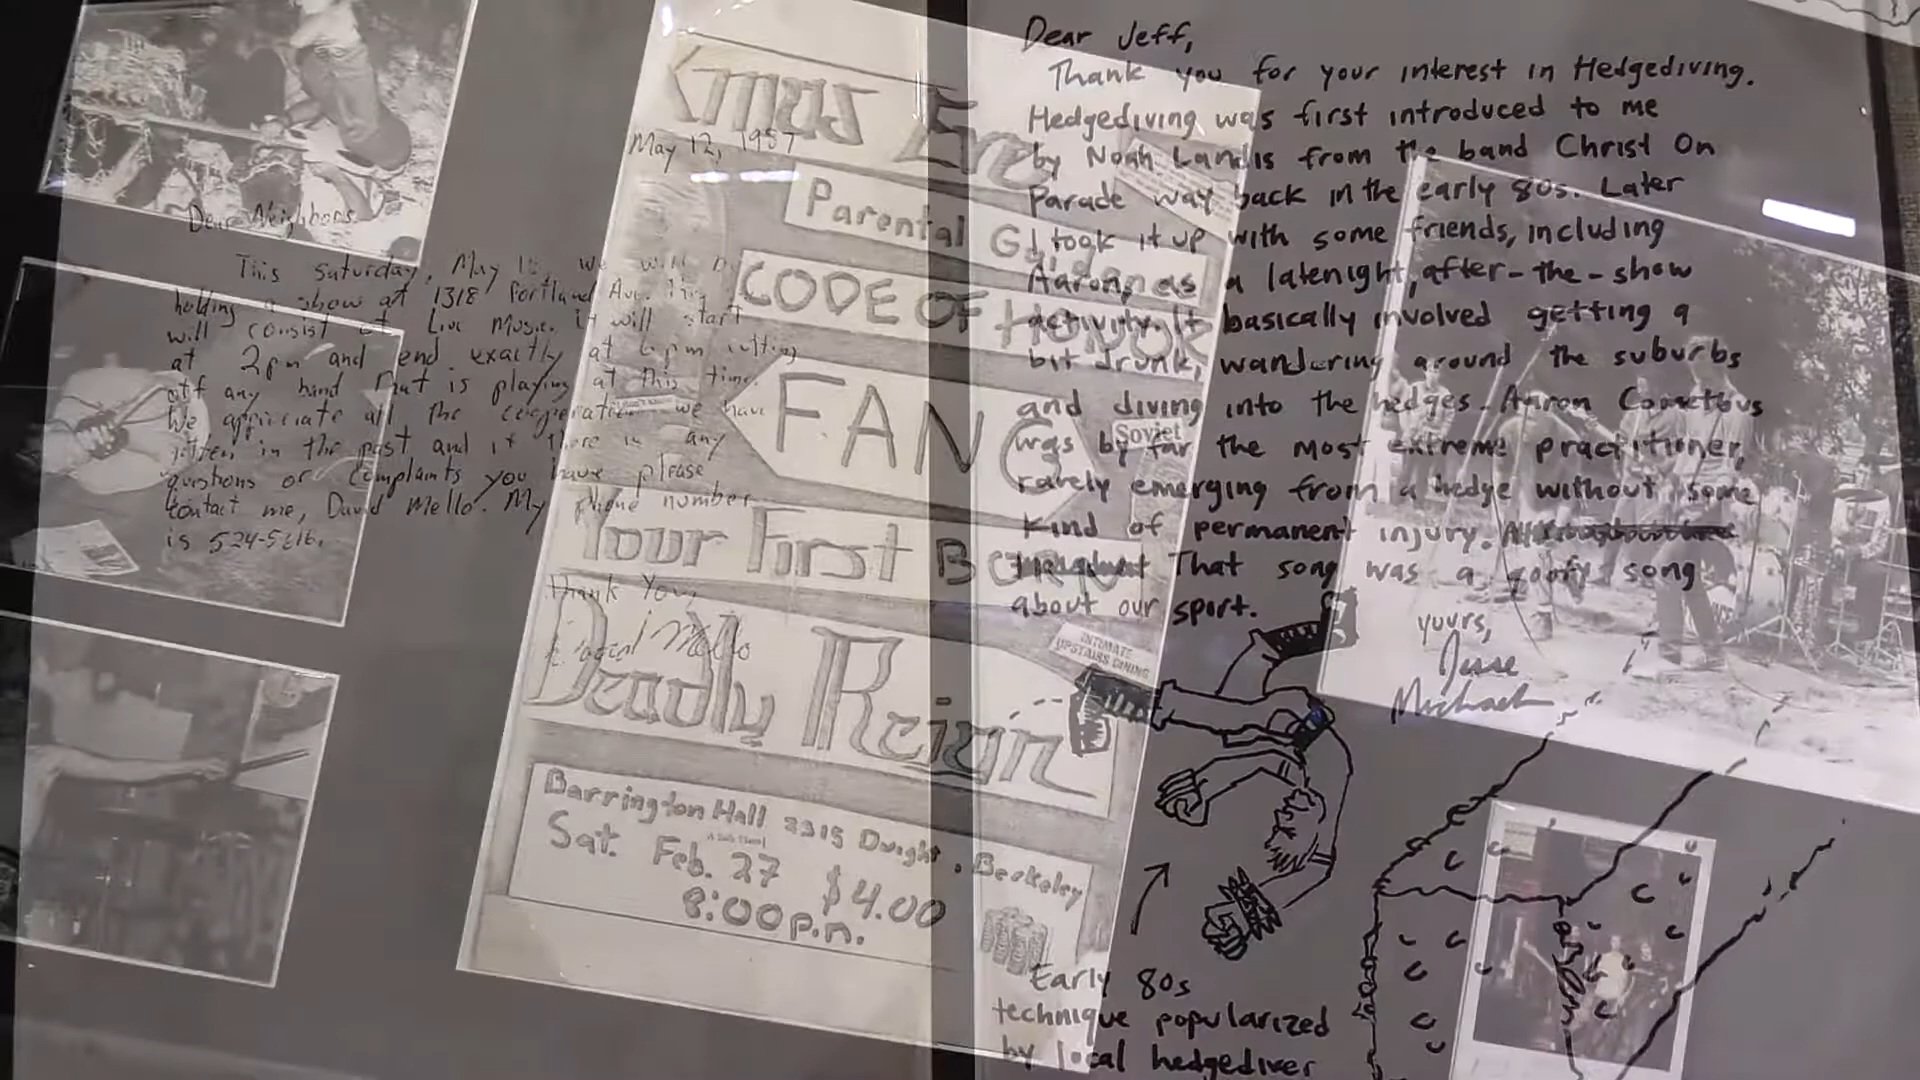 May 12, 1987
Dear Neighbors
This Saturday, May we will
holding a show at 1318 Portland Ave.
will consist of Live Music. it will start
at 2pm and end exactly at 6pm cutting
off any band that is playing at this time.
We appriciate all the cooperation we have
gotten in the past and if there is any
questions or complaints you have please
contact me, David Mello. My phone number
is 524-5616.
Thank You,
David Mello
Xmas Eve
Parental Guidance
CODE OF HONOR
FANG
Soviet
Your First BORN
INTIMATE
UPSTAIRS DINING
Deadly Reign
Barrington Hall 2315 Dwight, Berkeley
Sat. Feb. 27 $4.00
8:00 p.n.
Dear Jeff,
Thank you for your interest in Hedgediving.
Hedgediving was first introduced to me
by Noah Landis from the band Christ On
Parade way back in the early 80s. Later
I took it up with some friends, including
Aaron, as a latenight, after-the-show
activity. It basically involved getting a
bit drunk, wandering around the suburbs
and diving into the hedges. Aaron Cometbus
was by far the most extreme practitioner,
rarely emerging from a hedge without some
kind of permanent injury.
That song was a goofy song
about our sport.
yours,
Jesse
Michaels
Early 80s
technique popularized
by local hedgediver